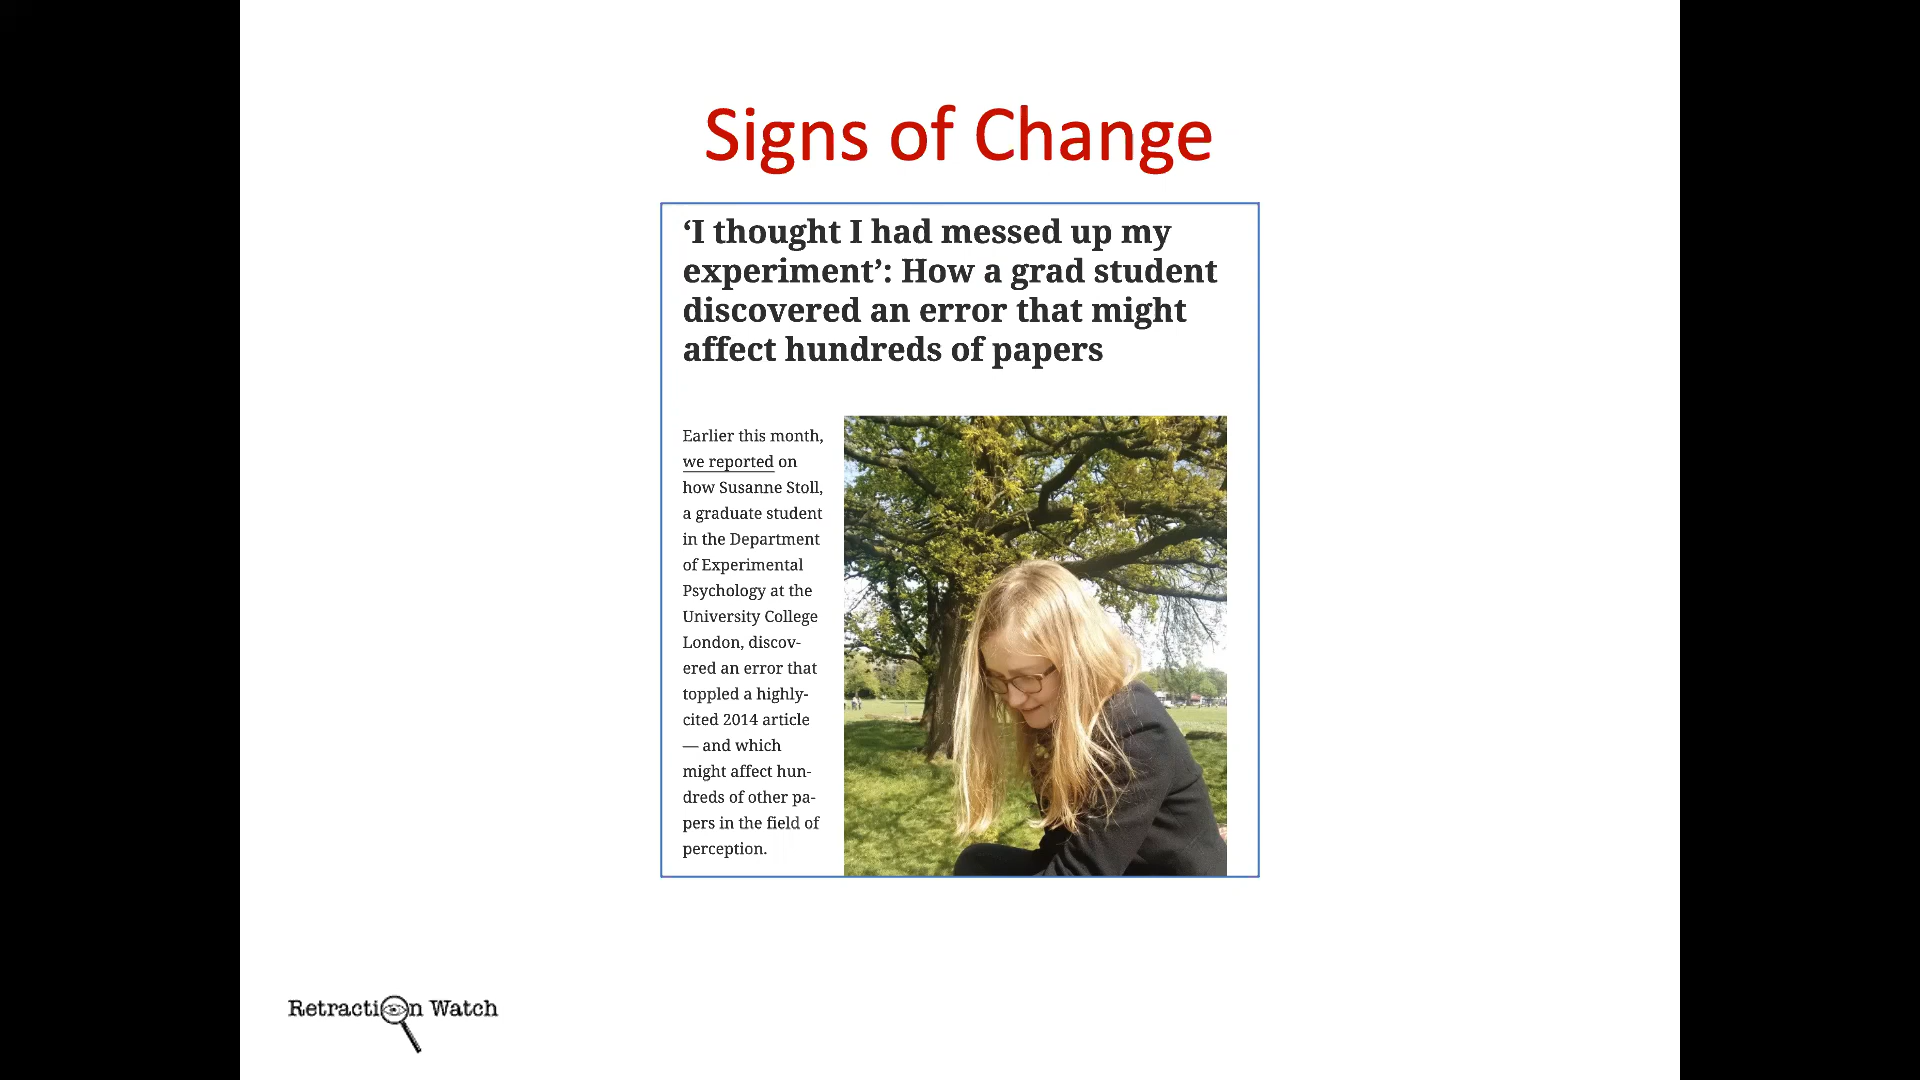 Signs of Change
‘I thought I had messed up my
experiment’: How a grad student
discovered an error that might
affect hundreds of papers
Earlier this month,
we reported on
how Susanne Stoll,
a graduate student
in the Department
of Experimental
Psychology at the
University College
London, discov-
ered an error that
toppled a highly-
cited 2014 article
— and which
might affect hun-
dreds of other pa-
pers in the field of
perception.
Retraction Watch